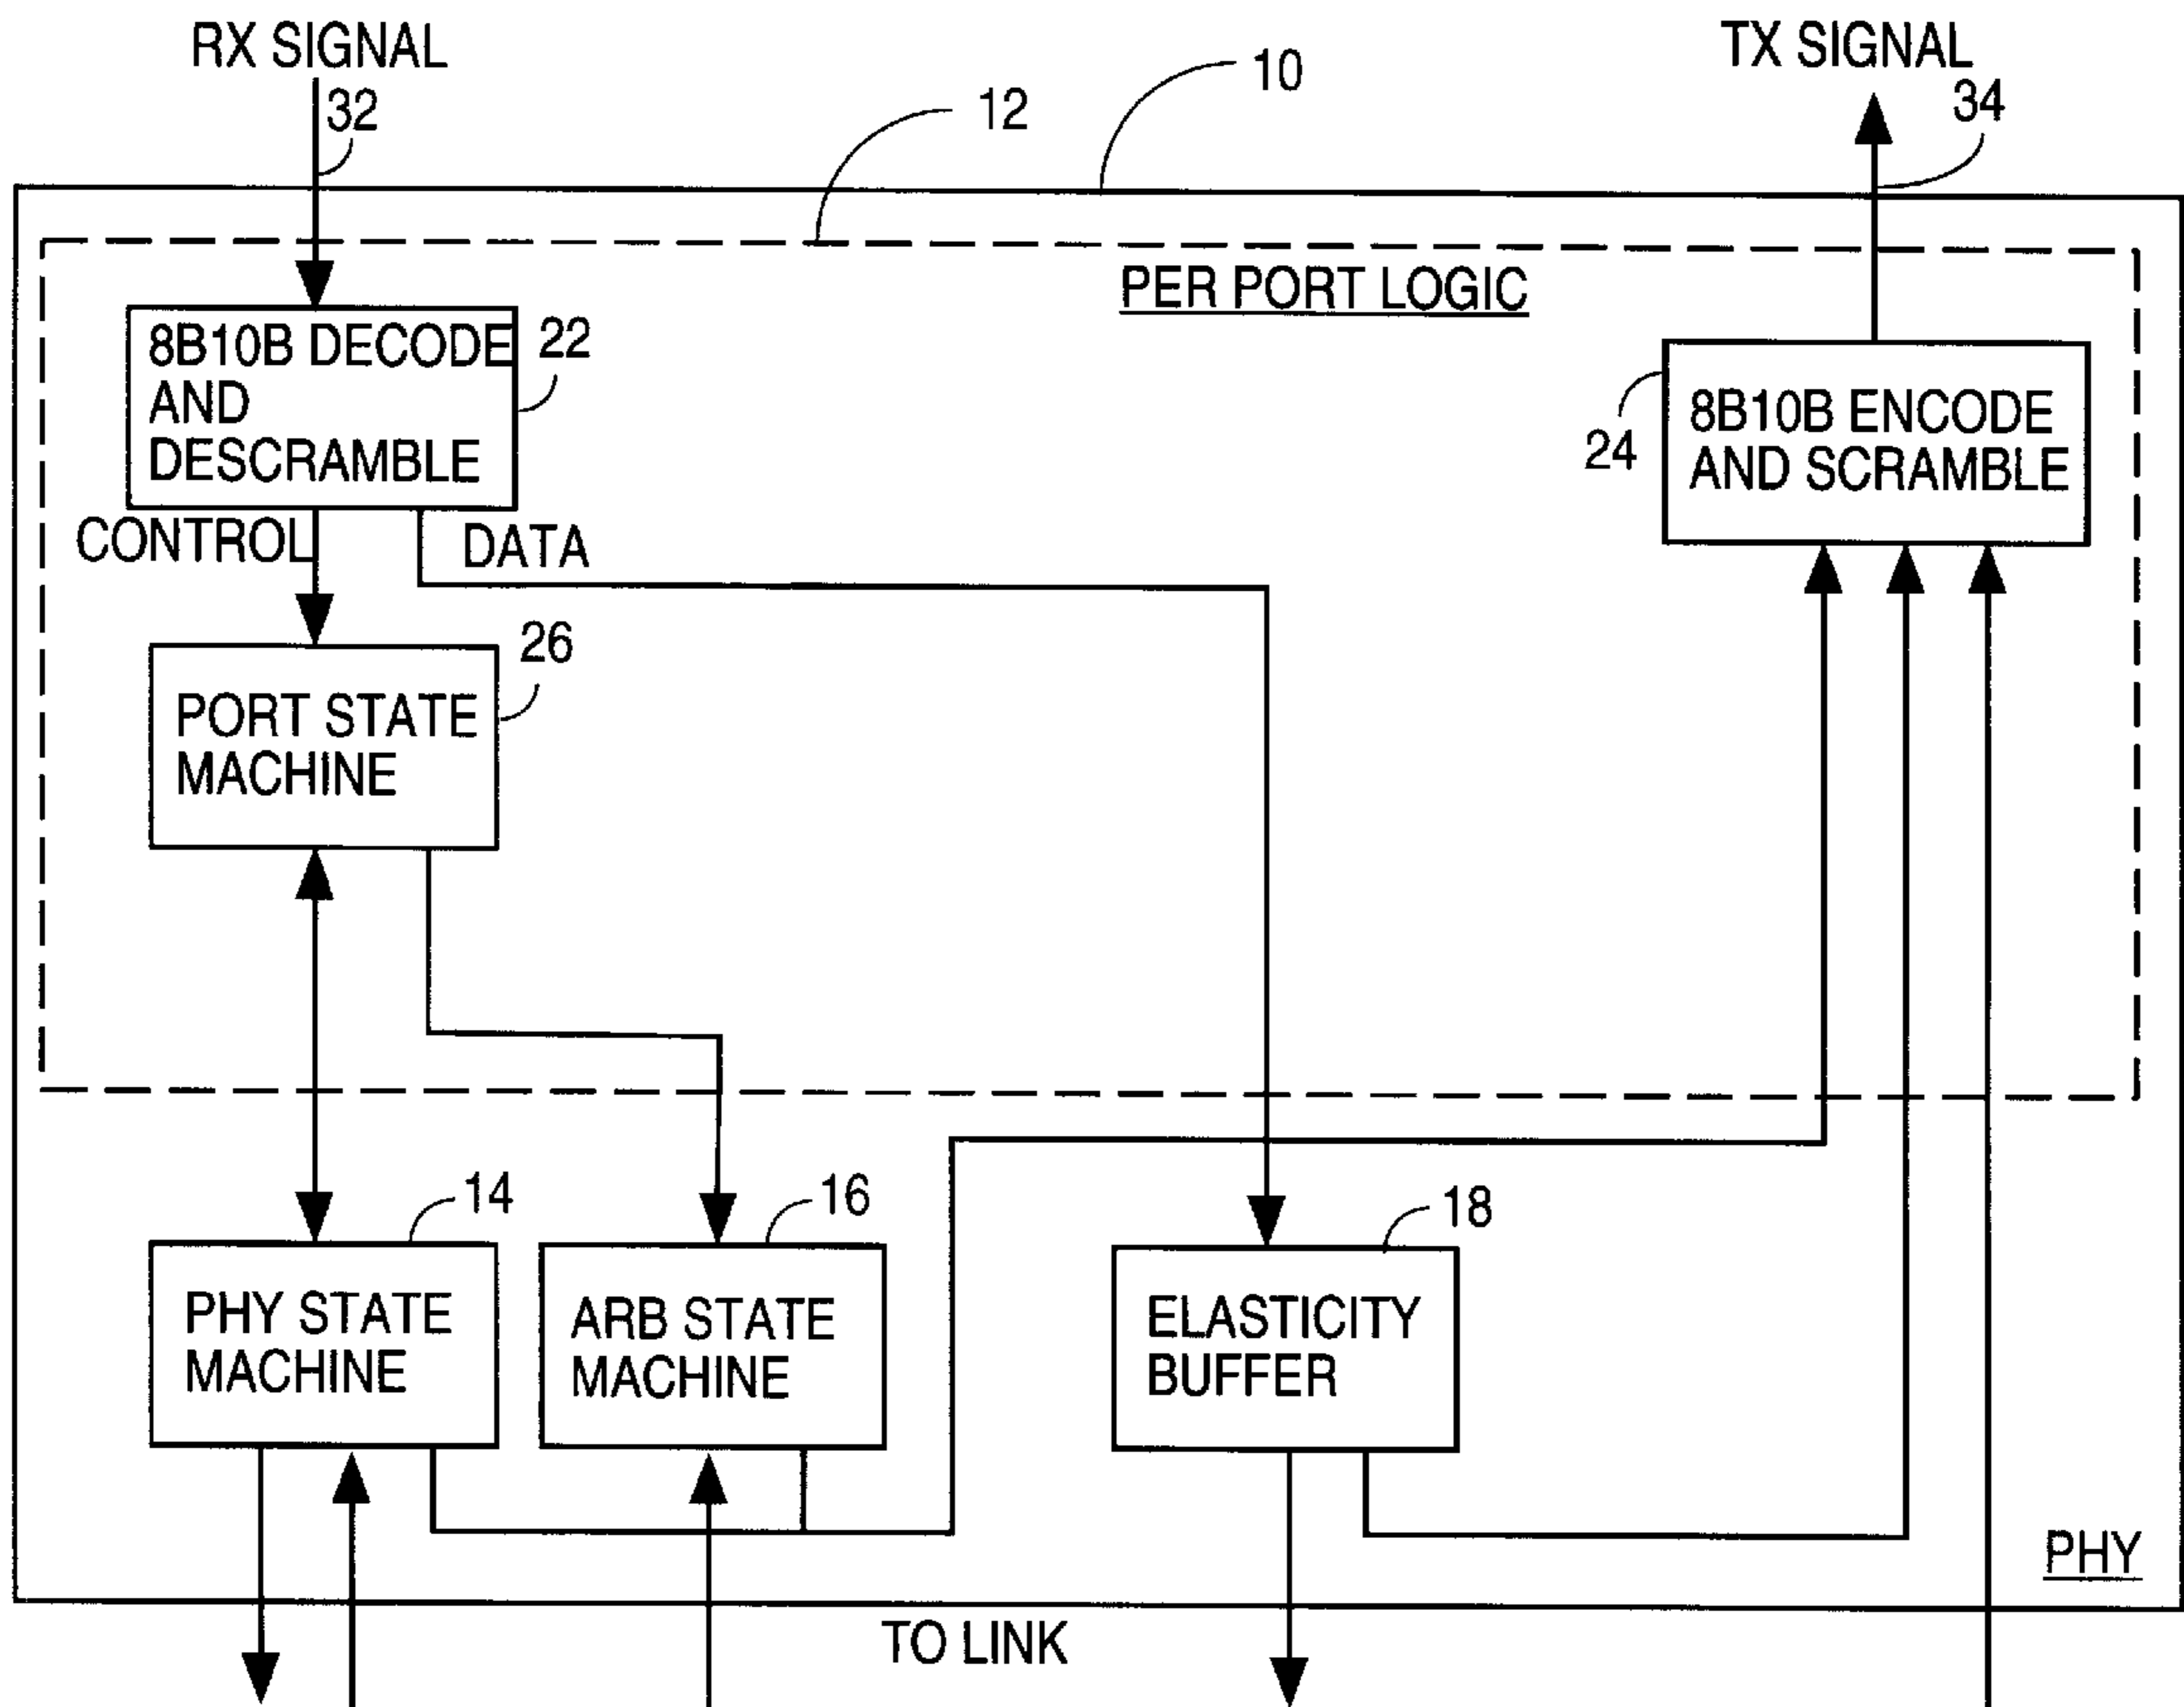 RX SIGNAL
TX SIGNAL
32
12
10
34
PER PORT LOGIC
8B10B DECODE
AND
DESCRAMBLE
22
24
8B10B ENCODE
AND SCRAMBLE
CONTROL
DATA
26
PORT STATE
MACHINE
14
16
18
PHY STATE
MACHINE
ARB STATE
MACHINE
ELASTICITY
BUFFER
PHY
TO LINK